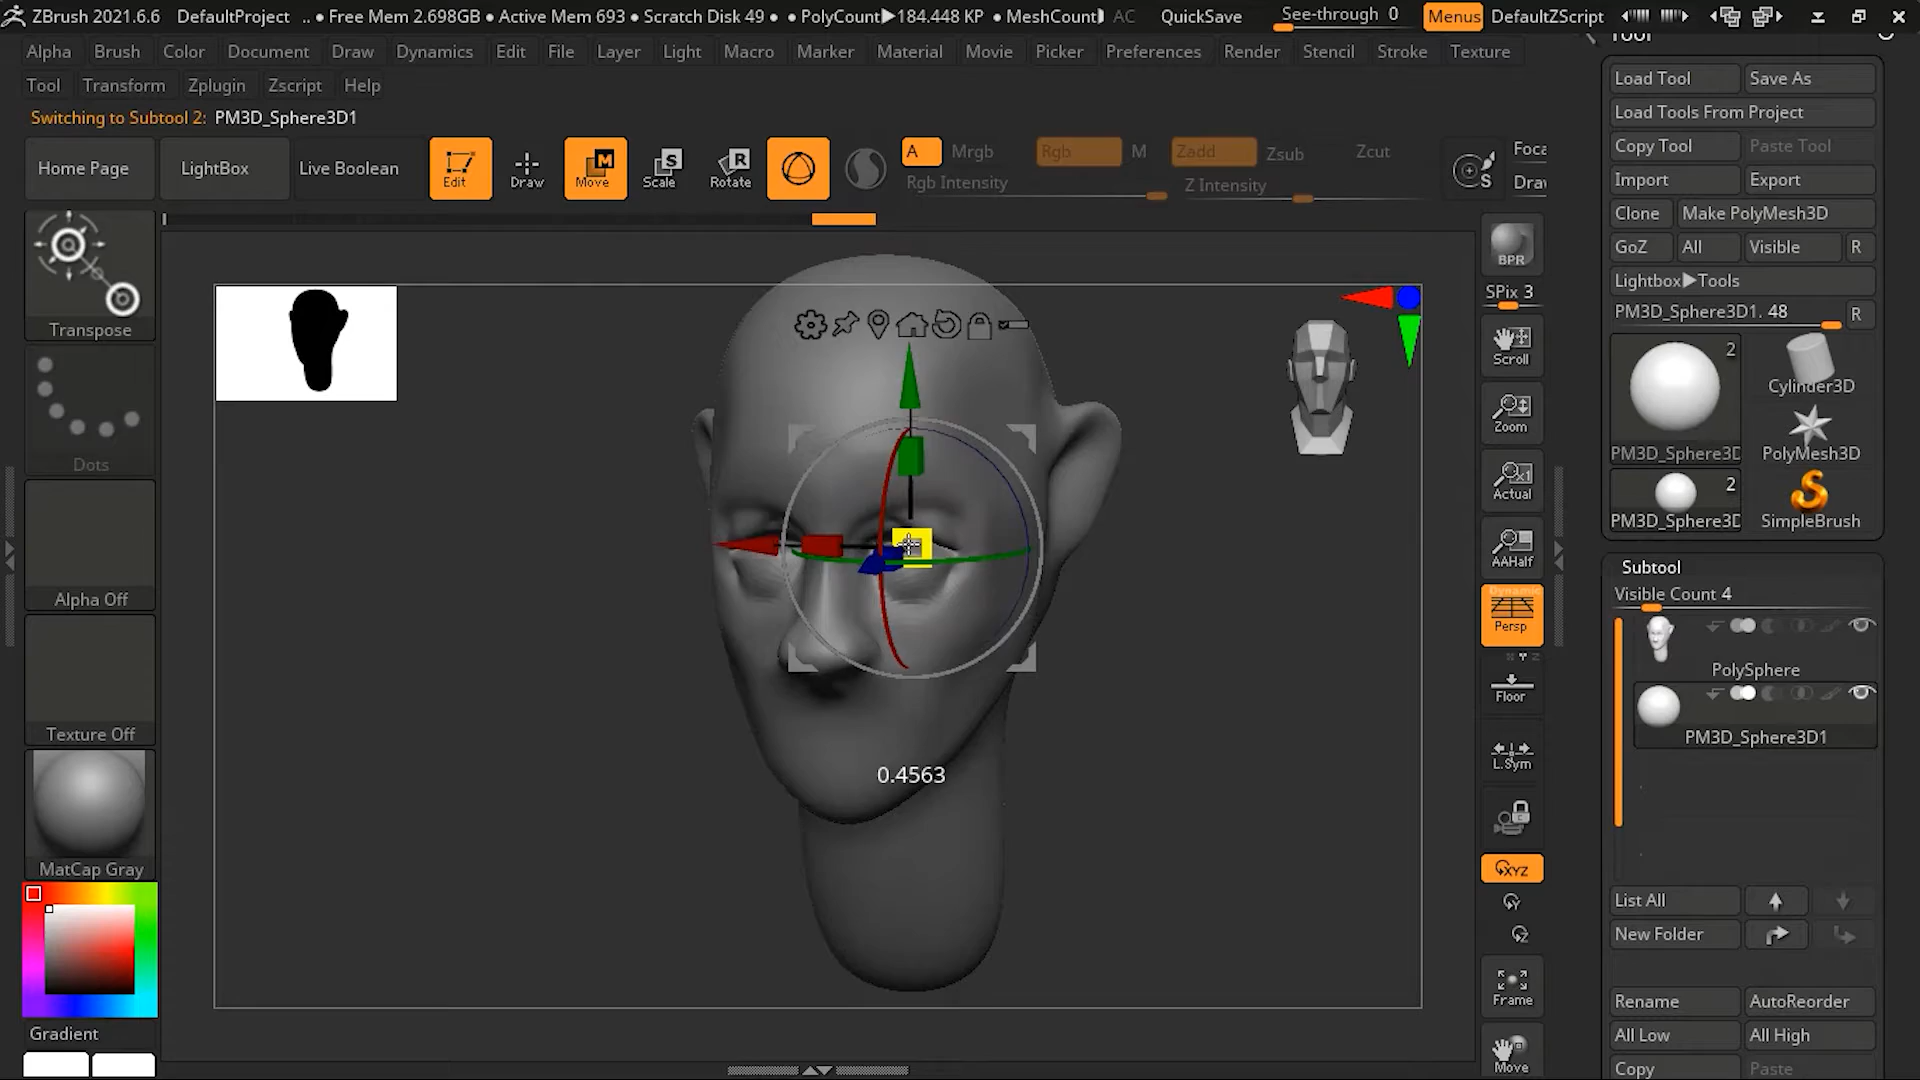 ZBrush 2021.6.6 DefaultProject .. • Free Mem 2.698GB • Active Mem 693 • Scratch Disk 49 • • PolyCount▶184.448 KP • MeshCount AC QuickSave See-through 0 Menus DefaultZScript
Alpha Brush Color Document Draw Dynamics Edit File Layer Light Macro Marker Material Movie Picker Preferences Render Stencil Stroke Texture
Tool Transform Zplugin Zscript Help
Switching to Subtool 2: PM3D_Sphere3D1
Home Page LightBox Live Boolean Edit Draw Move Scale Rotate
M S R
A Mrgb Rgb M Zadd Zsub Zcut
Rgb Intensity Z Intensity
S
Foca
Drav
Transpose
Dots
Alpha Off
Texture Off
MatCap Gray
Gradient
0.4563
BPR
SPix 3
Scroll
Zoom
Actual
AAHalf
Dynamic
Persp
Floor
L.Sym
XYZ
Y
Z
Frame
Move
Tool
Load Tool Save As
Load Tools From Project
Copy Tool Paste Tool
Import Export
Clone Make PolyMesh3D
GoZ All Visible R
Lightbox▶Tools
PM3D_Sphere3D1. 48 R
2
PM3D_Sphere3D
Cylinder3D
PolyMesh3D
2
PM3D_Sphere3D
SimpleBrush
Subtool
Visible Count 4
PolySphere
PM3D_Sphere3D1
List All
New Folder
Rename AutoReorder
All Low All High
Copy Paste